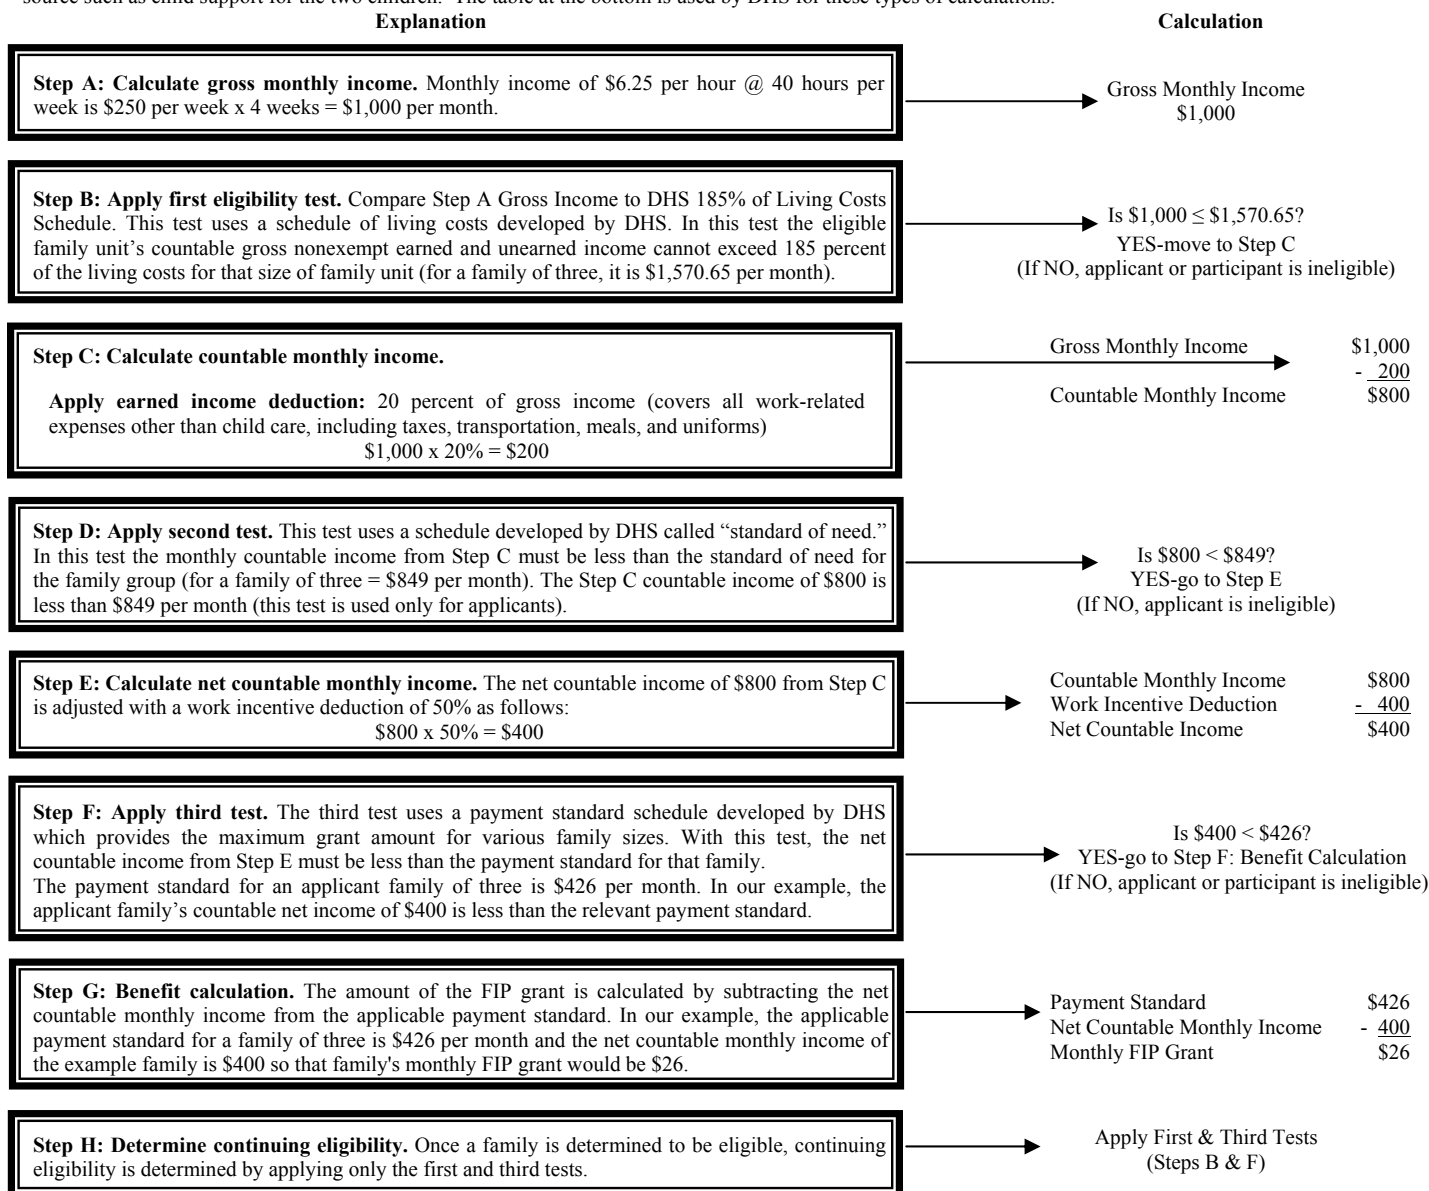 source such as child support for the two children. The table at the bottom is used by DHS for these types of calculations.
Explanation
Calculation
Step A: Calculate gross monthly income. Monthly income of $6.25 per hour @ 40 hours per
week is $250 per week x 4 weeks = $1,000 per month.
Gross Monthly Income
$1,000
Step B: Apply first eligibility test. Compare Step A Gross Income to DHS 185% of Living Costs
Schedule. This test uses a schedule of living costs developed by DHS. In this test the eligible
family unit's countable gross nonexempt earned and unearned income cannot exceed 185 percent
of the living costs for that size of family unit (for a family of three, it is $1,570.65 per month).
Is $1,000 ≤ $1,570.65?
YES-move to Step C
(If NO, applicant or participant is ineligible)
Step C: Calculate countable monthly income.
Apply earned income deduction: 20 percent of gross income (covers all work-related
expenses other than child care, including taxes, transportation, meals, and uniforms)
$1,000 x 20% = $200
Gross Monthly Income $1,000
- 200
Countable Monthly Income $800
Step D: Apply second test. This test uses a schedule developed by DHS called “standard of need.”
In this test the monthly countable income from Step C must be less than the standard of need for
the family group (for a family of three = $849 per month). The Step C countable income of $800 is
less than $849 per month (this test is used only for applicants).
Is $800 < $849?
YES-go to Step E
(If NO, applicant is ineligible)
Step E: Calculate net countable monthly income. The net countable income of $800 from Step C
is adjusted with a work incentive deduction of 50% as follows:
$800 x 50% = $400
Countable Monthly Income $800
Work Incentive Deduction - 400
Net Countable Income $400
Step F: Apply third test. The third test uses a payment standard schedule developed by DHS
which provides the maximum grant amount for various family sizes. With this test, the net
countable income from Step E must be less than the payment standard for that family.
The payment standard for an applicant family of three is $426 per month. In our example, the
applicant family's countable net income of $400 is less than the relevant payment standard.
Is $400 < $426?
YES-go to Step F: Benefit Calculation
(If NO, applicant or participant is ineligible)
Step G: Benefit calculation. The amount of the FIP grant is calculated by subtracting the net
countable monthly income from the applicable payment standard. In our example, the applicable
payment standard for a family of three is $426 per month and the net countable monthly income of
the example family is $400 so that family's monthly FIP grant would be $26.
Payment Standard $426
Net Countable Monthly Income - 400
Monthly FIP Grant $26
Step H: Determine continuing eligibility. Once a family is determined to be eligible, continuing
eligibility is determined by applying only the first and third tests.
Apply First & Third Tests
(Steps B & F)